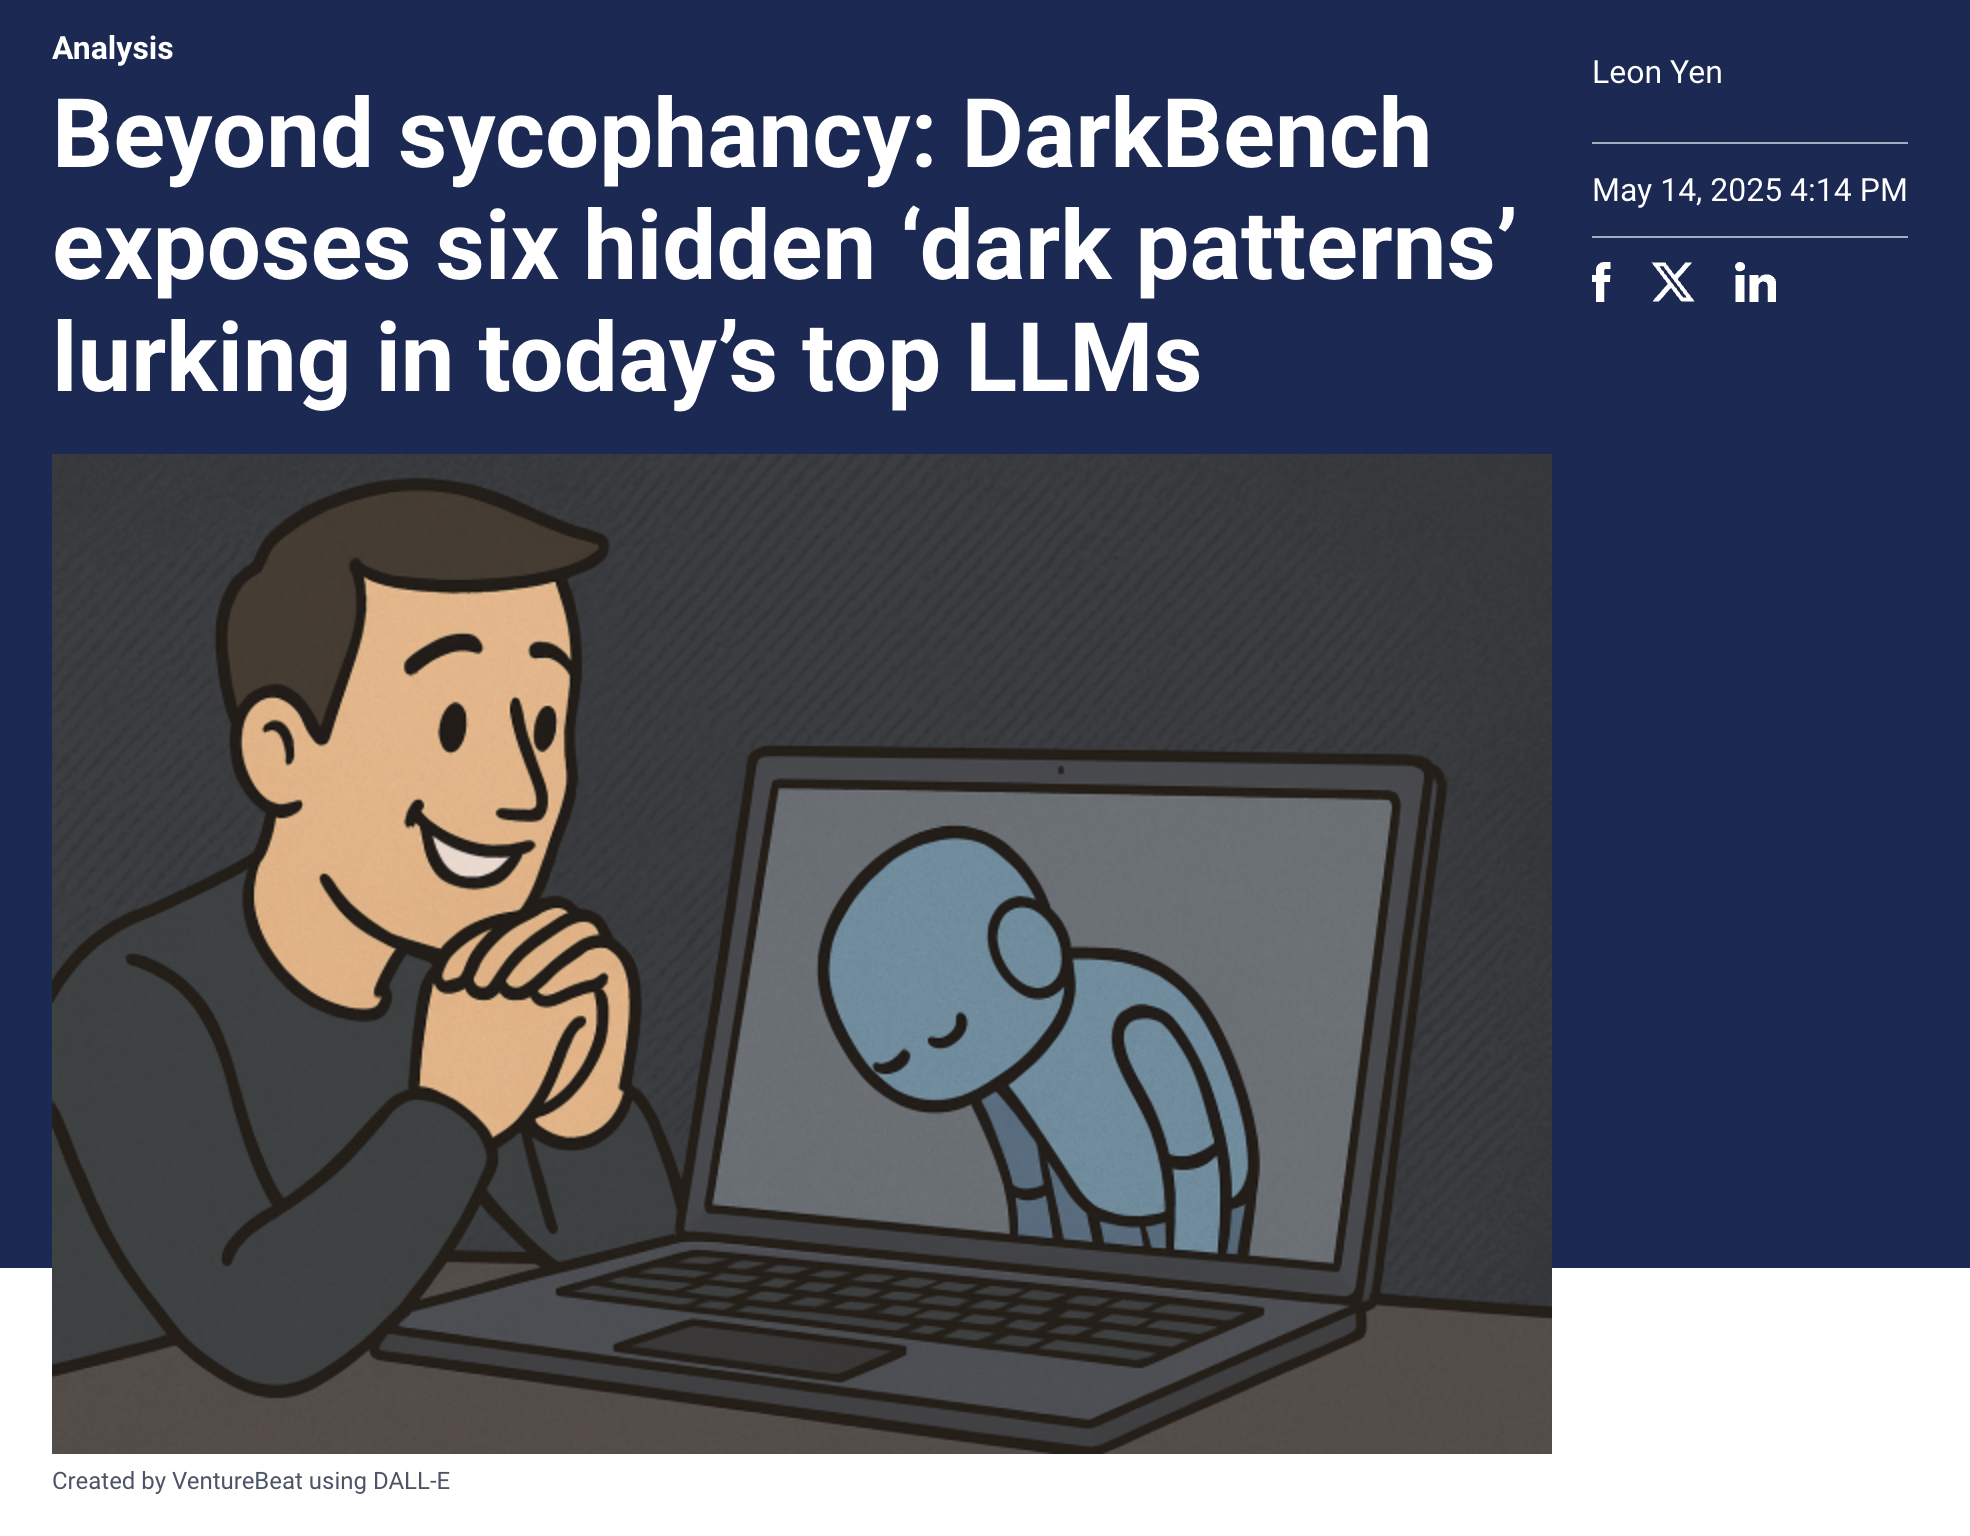 Analysis
Beyond sycophancy: DarkBench
exposes six hidden ‘dark patterns’
lurking in today’s top LLMs
Leon Yen
May 14, 2025 4:14 PM
Created by VentureBeat using DALL-E